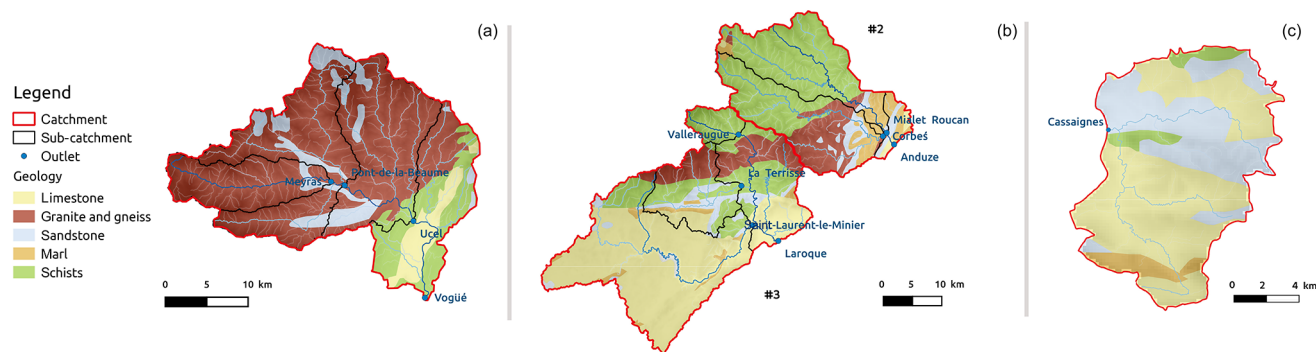 (a)
Legend
Catchment
Sub-catchment
Outlet
Geology
Limestone
Granite and gneiss
Sandstone
Marl
Schists
Meyras
Pont-de-la-Beaume
Ucel
Vogüé
0 5 10 km
(b)
#2
Mialet Roucan
Corbès
Anduze
Valleraugue
La Terrisse
Saint-Laurent-le-Minier
Laroque
#3
0 5 10 km
(c)
Cassaignes
0 2 4 km